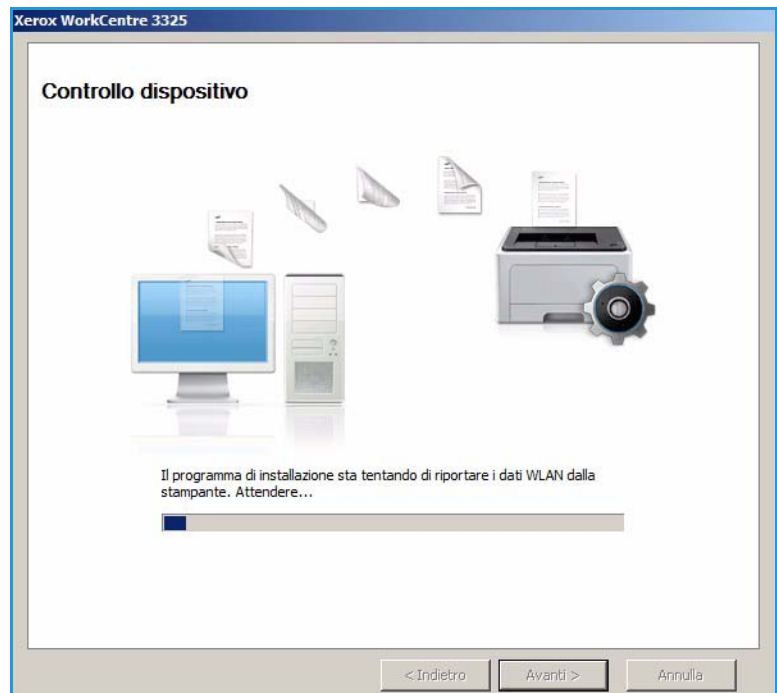 Xerox WorkCentre 3325
Controllo dispositivo
Il programma di installazione sta tentando di riportare i dati WLAN dalla
stampante. Attendere...
< Indietro
Avanti >
Annulla